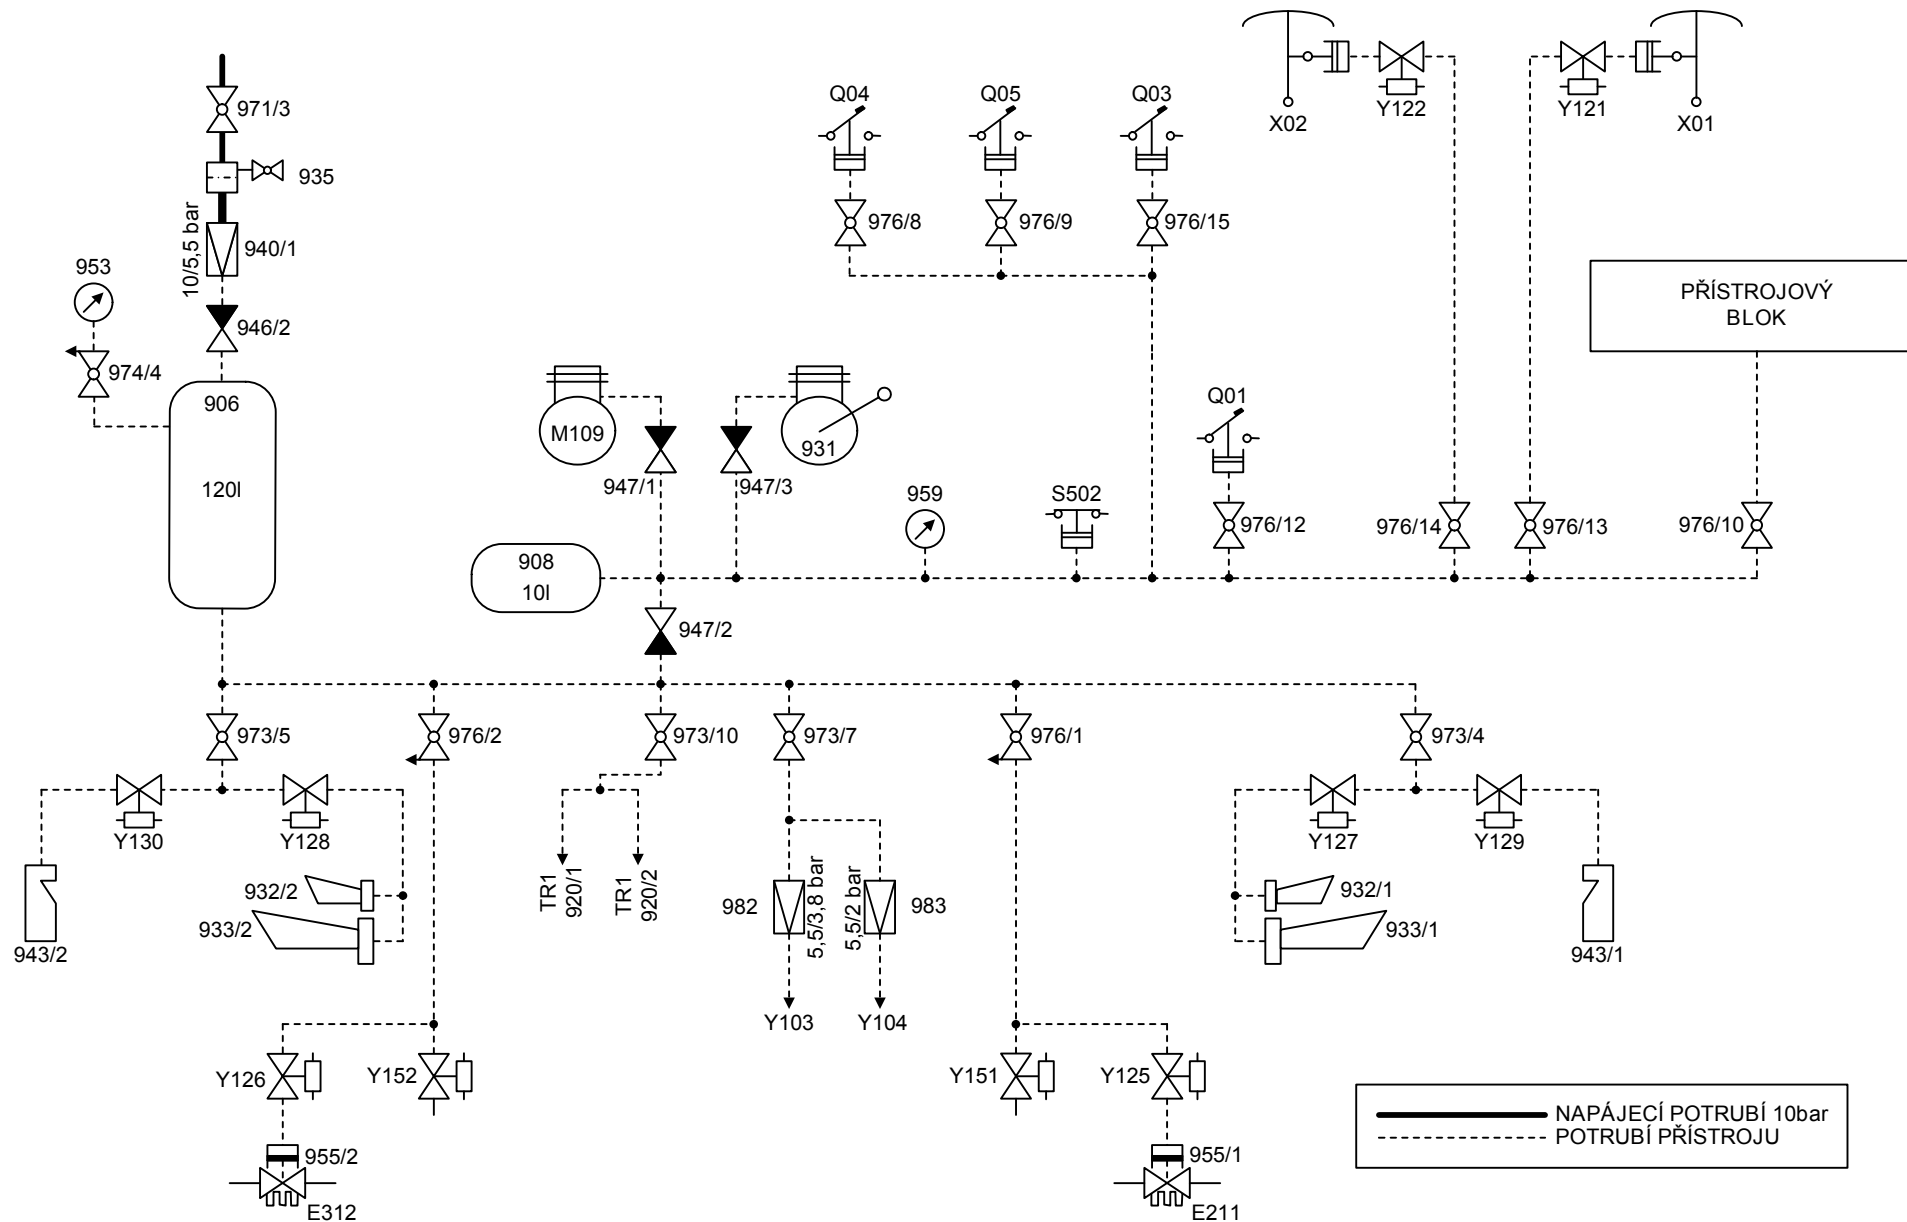 971/3
935
10/5,5 bar
940/1
953
946/2
974/4
906
120l
Q04
Q05
Q03
976/8
976/9
976/15
X02
Y122
Y121
X01
PŘÍSTROJOVÝ
BLOK
M109
931
947/1
947/3
Q01
959
S502
976/12
976/14
976/13
976/10
908
10l
947/2
973/5
976/2
973/10
973/7
976/1
973/4
Y130
Y128
Y127
Y129
932/2
933/2
943/2
TR1
920/1
TR1
920/2
982
5,5/3,8 bar
5,5/2 bar
983
932/1
933/1
943/1
Y103
Y104
Y126
Y152
Y151
Y125
955/2
E312
955/1
E211
NAPÁJECÍ POTRUBÍ 10bar
POTRUBÍ PŘÍSTROJU